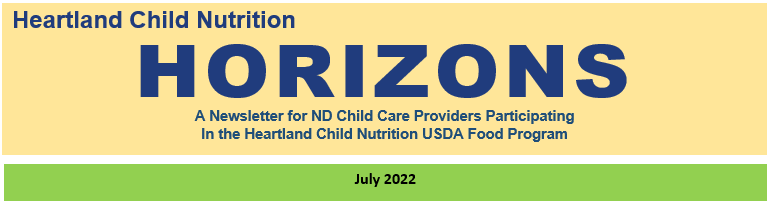 Heartland Child Nutrition
HORIZONS
A Newsletter for ND Child Care Providers Participating
In the Heartland Child Nutrition USDA Food Program
July 2022